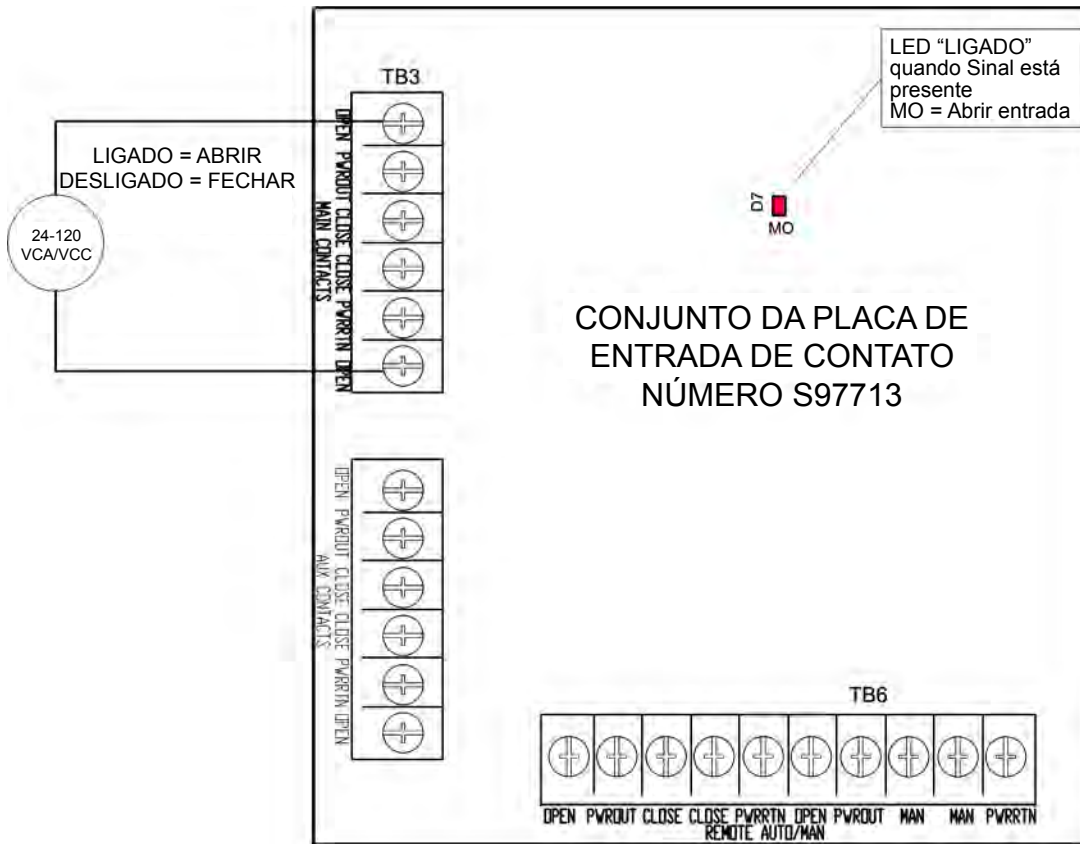 LED “LIGADO”
quando Sinal está
presente
MO = Abrir entrada
TB3
OPEN PWROUT CLOSE CLOSE PWRRTN OPEN
MAIN CONTACTS
LIGADO = ABRIR
DESLIGADO = FECHAR
24-120
VCA/VCC
D7
MO
CONJUNTO DA PLACA DE
ENTRADA DE CONTATO
NÚMERO S97713
OPEN PWROUT CLOSE CLOSE PWRRTN OPEN
AUX CONTACTS
TB6
OPEN PWROUT CLOSE CLOSE PWRRTN OPEN PWROUT MAN MAN PWRRTN
REMOTE AUTO/MAN